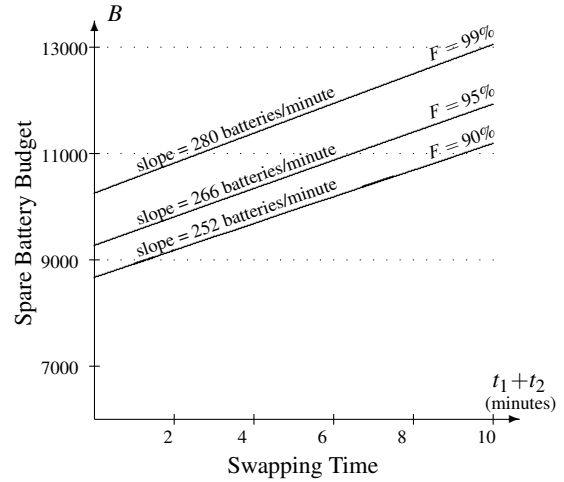 B
13000
11000
9000
7000
Spare Battery Budget
F = 99%
slope = 280 batteries/minute
F = 95%
slope = 266 batteries/minute
F = 90%
slope = 252 batteries/minute
t₁+t₂
(minutes)
2 4 6 8 10
Swapping Time